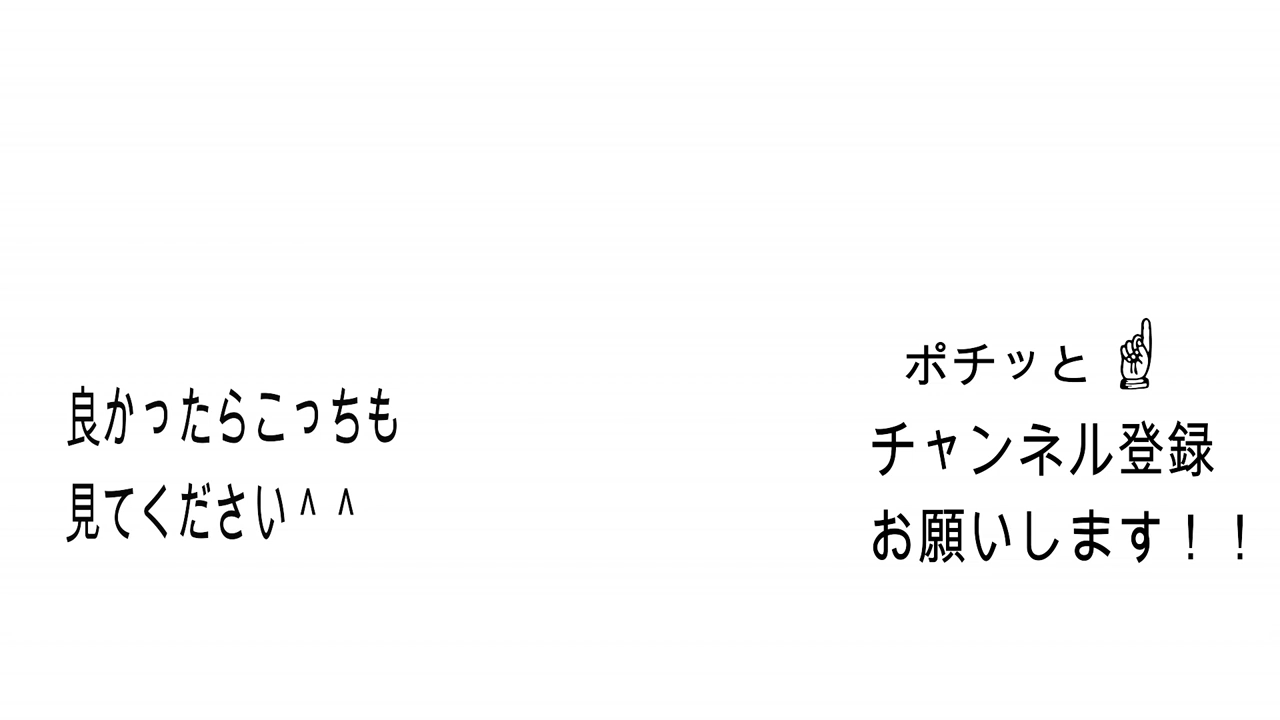 良かったらこっちも
見てください＾＾
ポチッと☝
チャンネル登録
お願いします！！